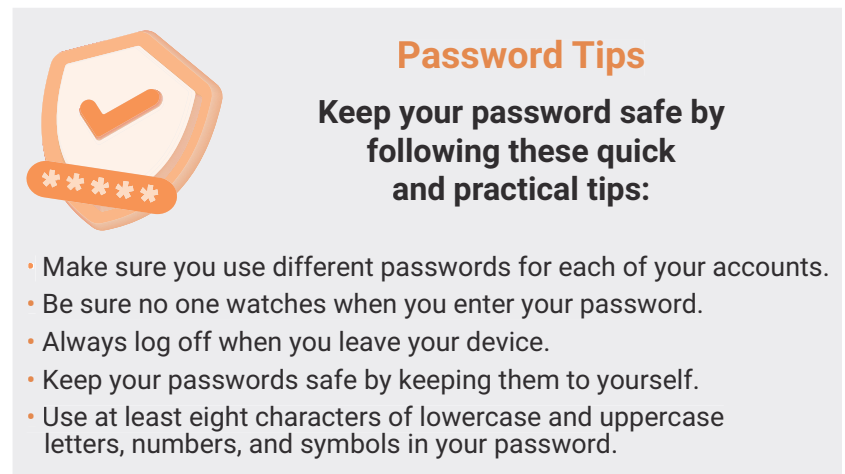 Password Tips
Keep your password safe by
following these quick
and practical tips:
*****
• Make sure you use different passwords for each of your accounts.
• Be sure no one watches when you enter your password.
• Always log off when you leave your device.
• Keep your passwords safe by keeping them to yourself.
• Use at least eight characters of lowercase and uppercase
letters, numbers, and symbols in your password.